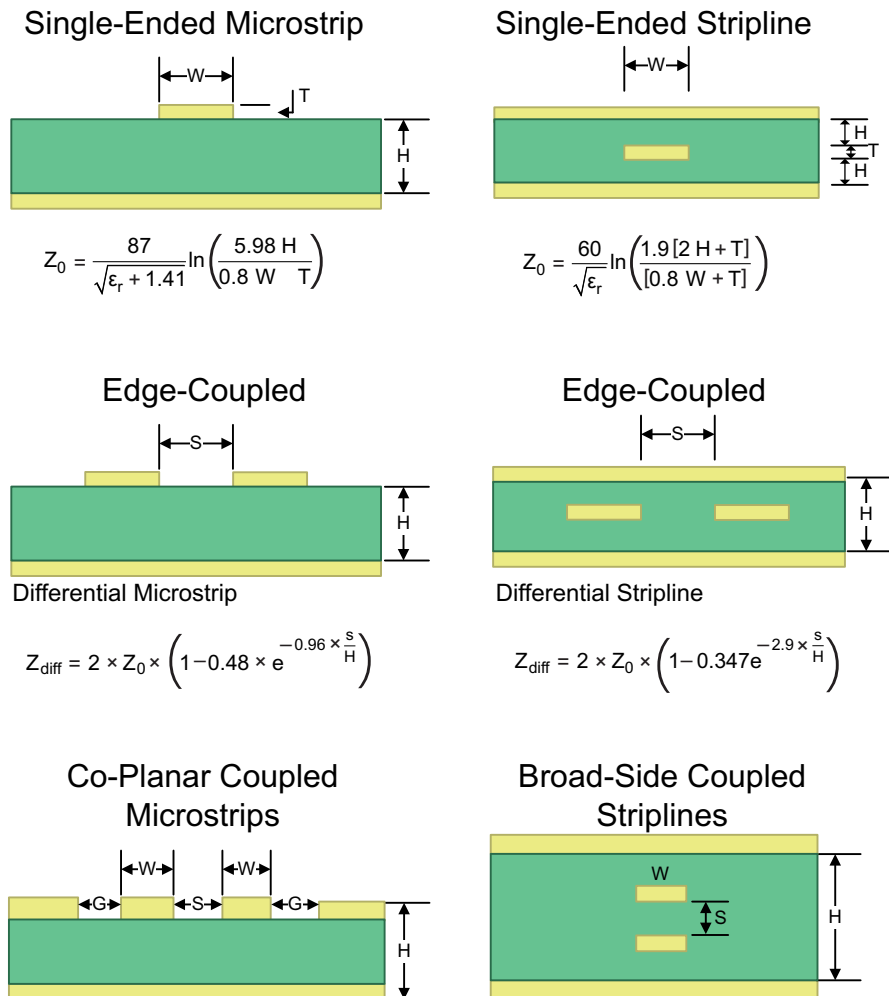 Single-Ended Microstrip
W
T
H
Z₀ = 87 / √(εᵣ + 1.41) ln(5.98 H / 0.8 W T)
Single-Ended Stripline
W
H
T
H
Z₀ = 60 / √εᵣ ln(1.9 [2 H + T] / [0.8 W + T])
Edge-Coupled
S
H
Differential Microstrip
Z_diff = 2 × Z₀ × (1−0.48 × e^(−0.96 × s/H))
Edge-Coupled
S
H
Differential Stripline
Z_diff = 2 × Z₀ × (1−0.347e^(−2.9 × s/H))
Co-Planar Coupled
Microstrips
W W
G S G
H
Broad-Side Coupled
Striplines
W
S
H